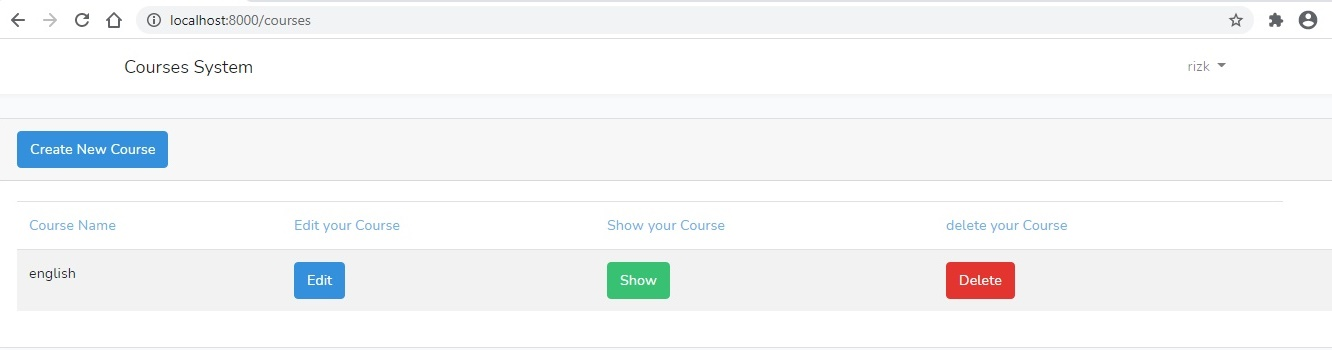 localhost:8000/courses
Courses System
rizk
Create New Course
Course Name Edit your Course Show your Course delete your Course
english Edit Show Delete